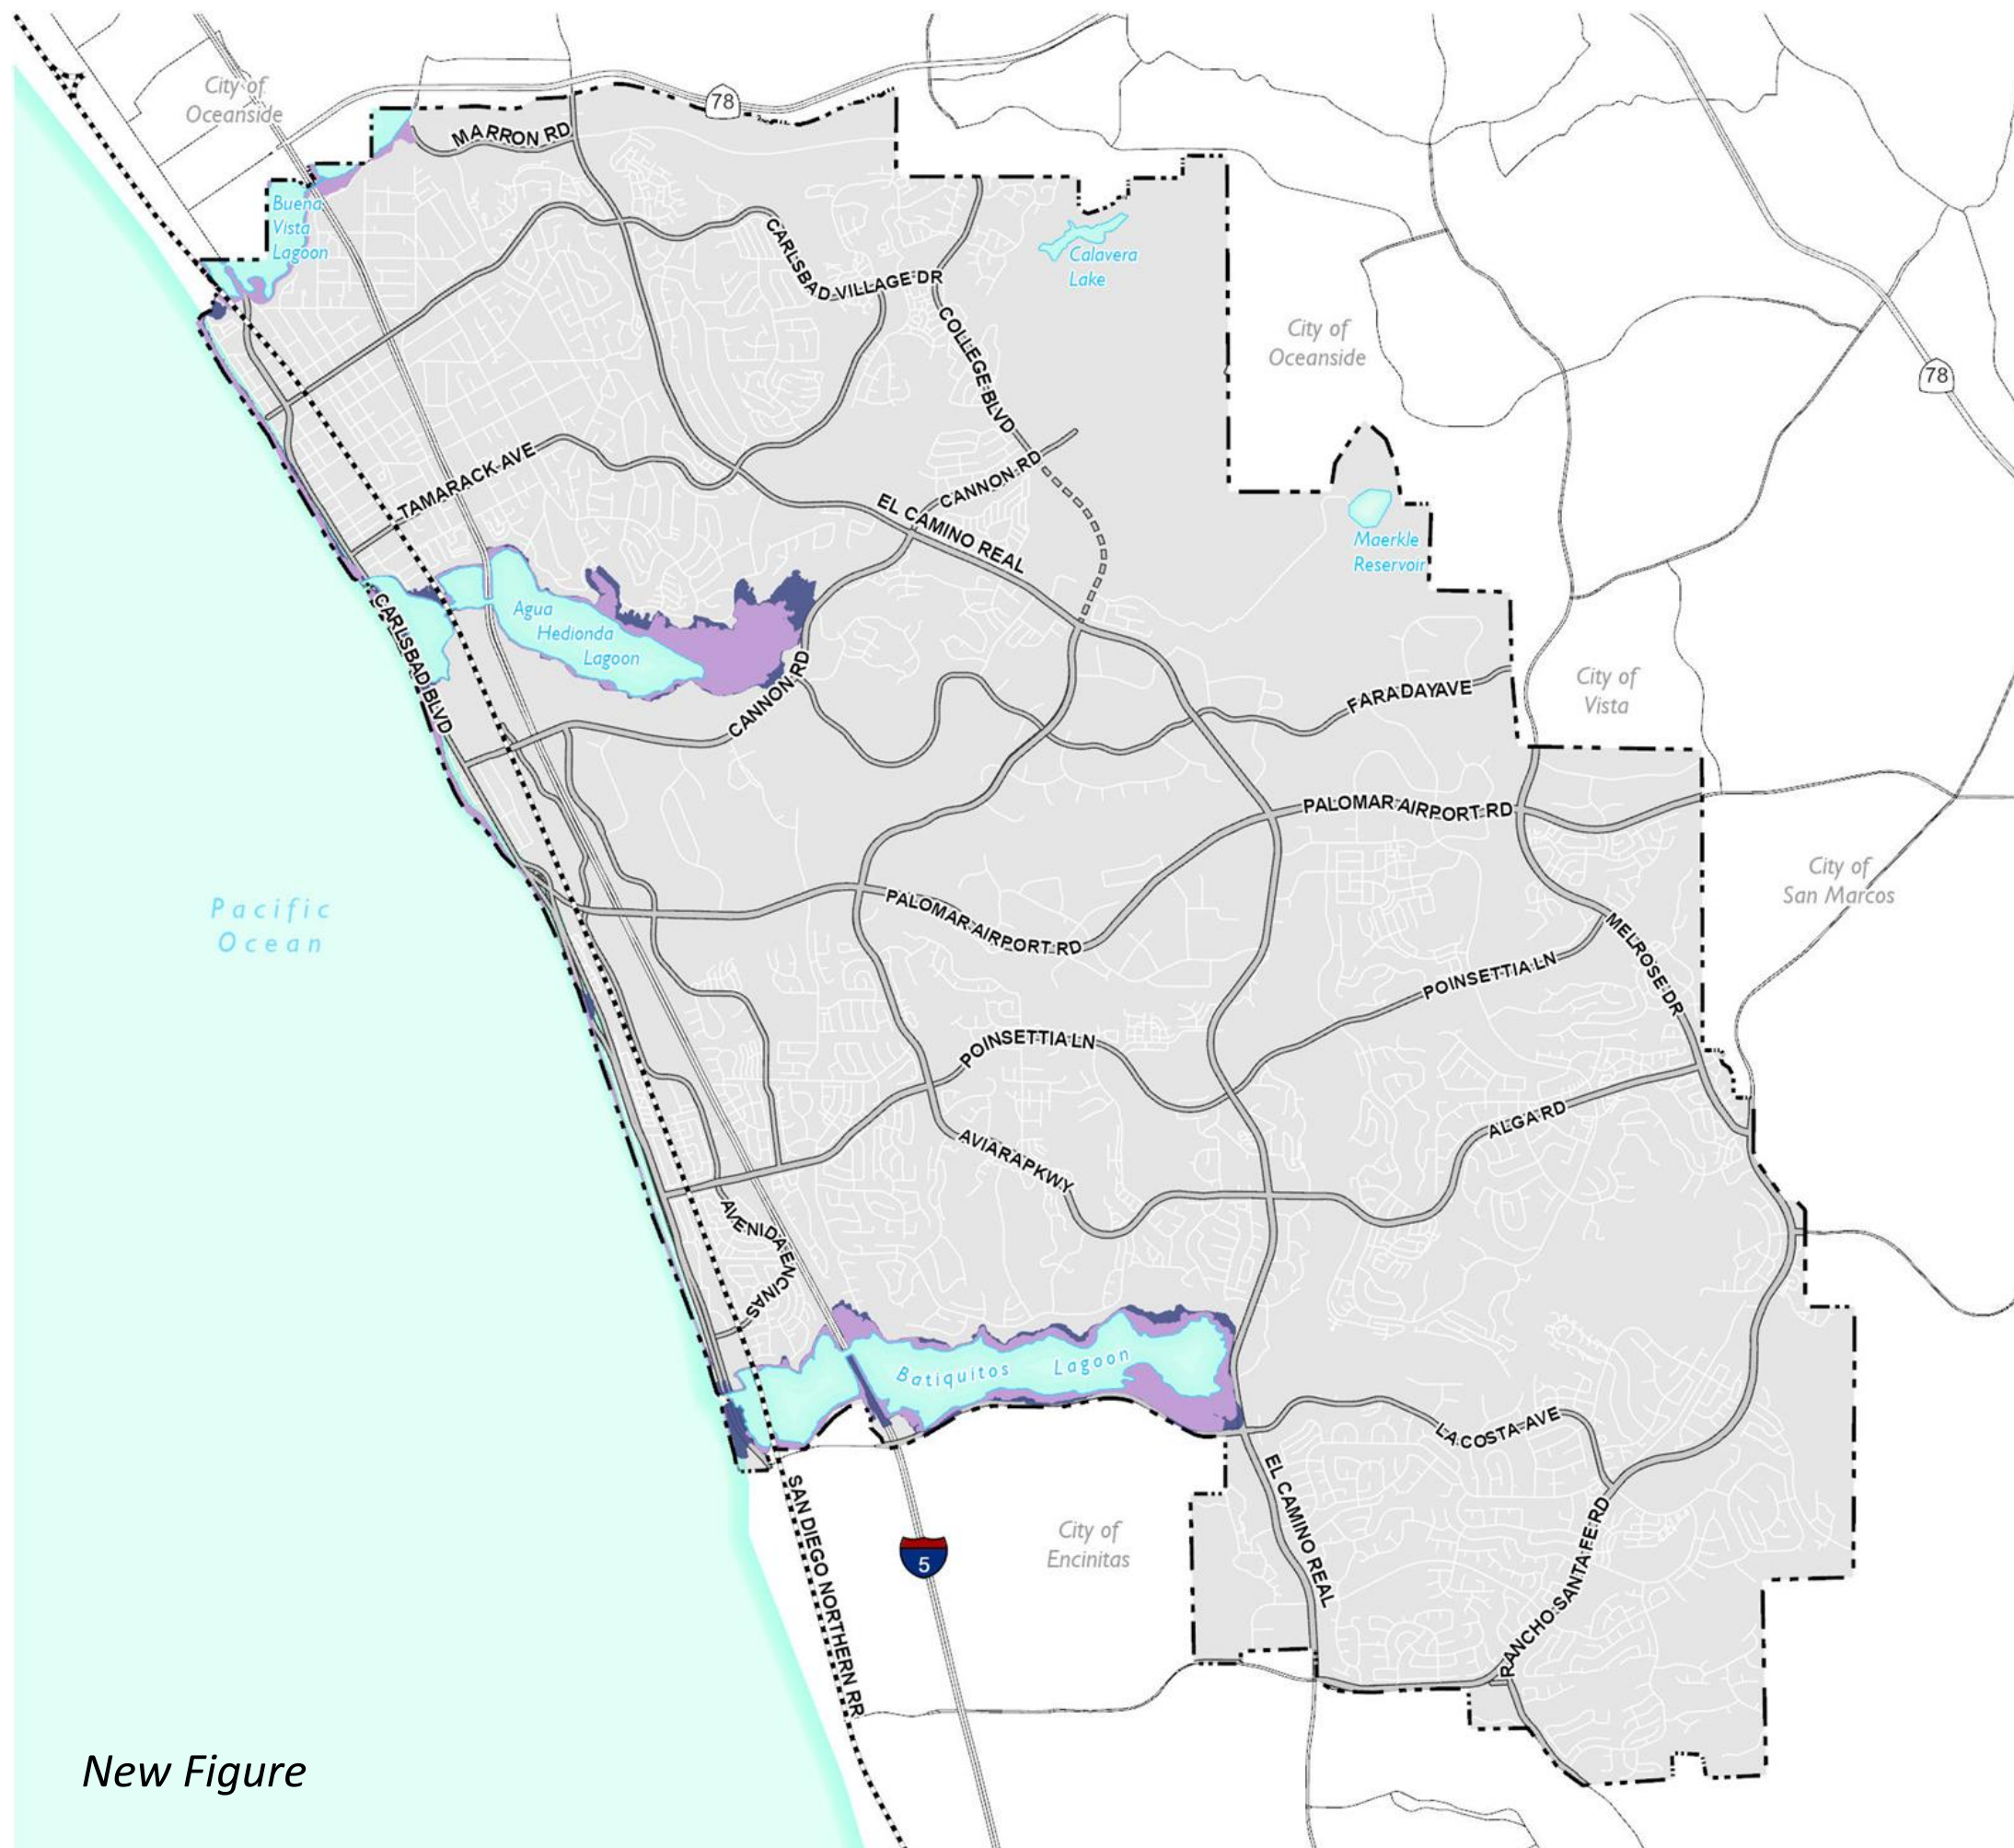 City of
Oceanside
78
MARRON RD
Buena
Vista
Lagoon
CARLSBAD VILLAGE DR
Calavera
Lake
COLLEGE BLVD
City of
Oceanside
78
TAMARACK AVE
CANNON RD
EL CAMINO REAL
Maerkle
Reservoir
Agua
Hedionda
Lagoon
CARLSBAD BLVD
CANNON RD
FARADAY AVE
City of
Vista
PALOMAR AIRPORT RD
City of
San Marcos
Pacific
Ocean
PALOMAR AIRPORT RD
MELROSE DR
POINSETTIA LN
POINSETTIA LN
ALGA RD
AVIARA PKWY
AVENIDA ENCINAS
Batiquitos Lagoon
LA COSTA AVE
EL CAMINO REAL
SAN DIEGO NORTHERN RR
City of
Encinitas
5
RANCHO SANTA FE RD
New Figure